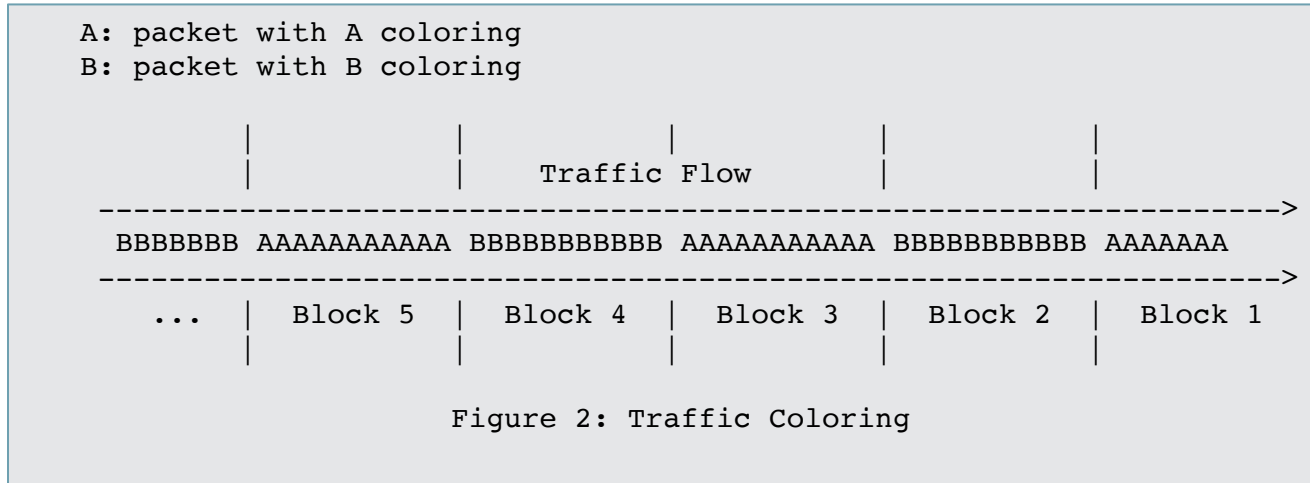 A: packet with A coloring
B: packet with B coloring
| | | | |
| | Traffic Flow | |
------------------------------------------------------------------->
BBBBBBB AAAAAAAAAAA BBBBBBBBBBB AAAAAAAAAAA BBBBBBBBBBB AAAAAAA
------------------------------------------------------------------->
... | Block 5 | Block 4 | Block 3 | Block 2 | Block 1
| | | | |
Figure 2: Traffic Coloring